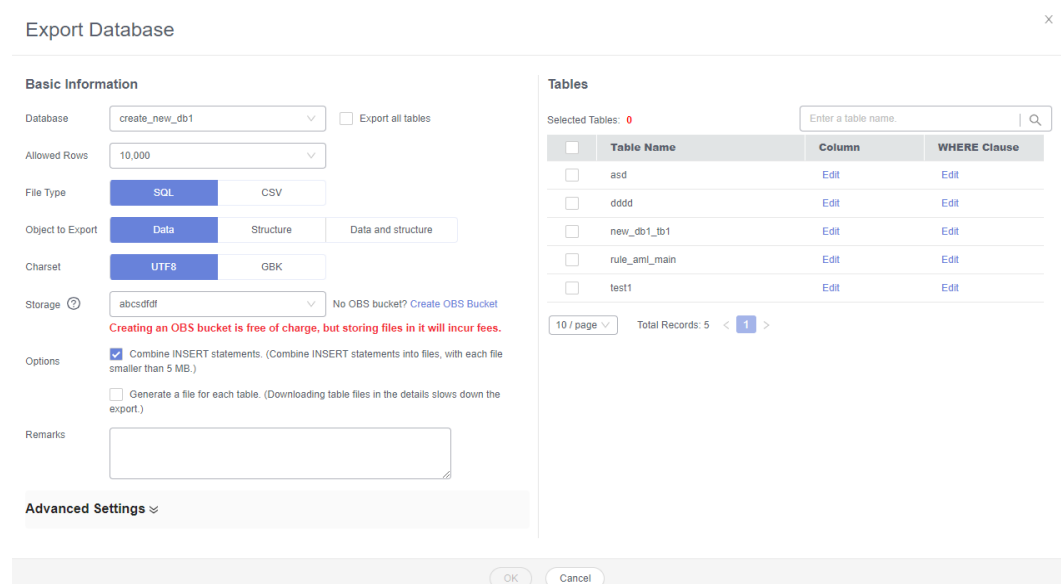 Export Database
Basic Information
Database create_new_db1 Export all tables
Allowed Rows 10,000
File Type SQL CSV
Object to Export Data Structure Data and structure
Charset UTF8 GBK
Storage ? abcsdfdf No OBS bucket? Create OBS Bucket
Creating an OBS bucket is free of charge, but storing files in it will incur fees.
Options Combine INSERT statements. (Combine INSERT statements into files, with each file
smaller than 5 MB.)
Generate a file for each table. (Downloading table files in the details slows down the
export.)
Remarks
Advanced Settings
Tables
Selected Tables: 0 Enter a table name.
Table Name Column WHERE Clause
asd Edit Edit
dddd Edit Edit
new_db1_tb1 Edit Edit
rule_aml_main Edit Edit
test1 Edit Edit
10 / page Total Records: 5 < 1 >
OK Cancel